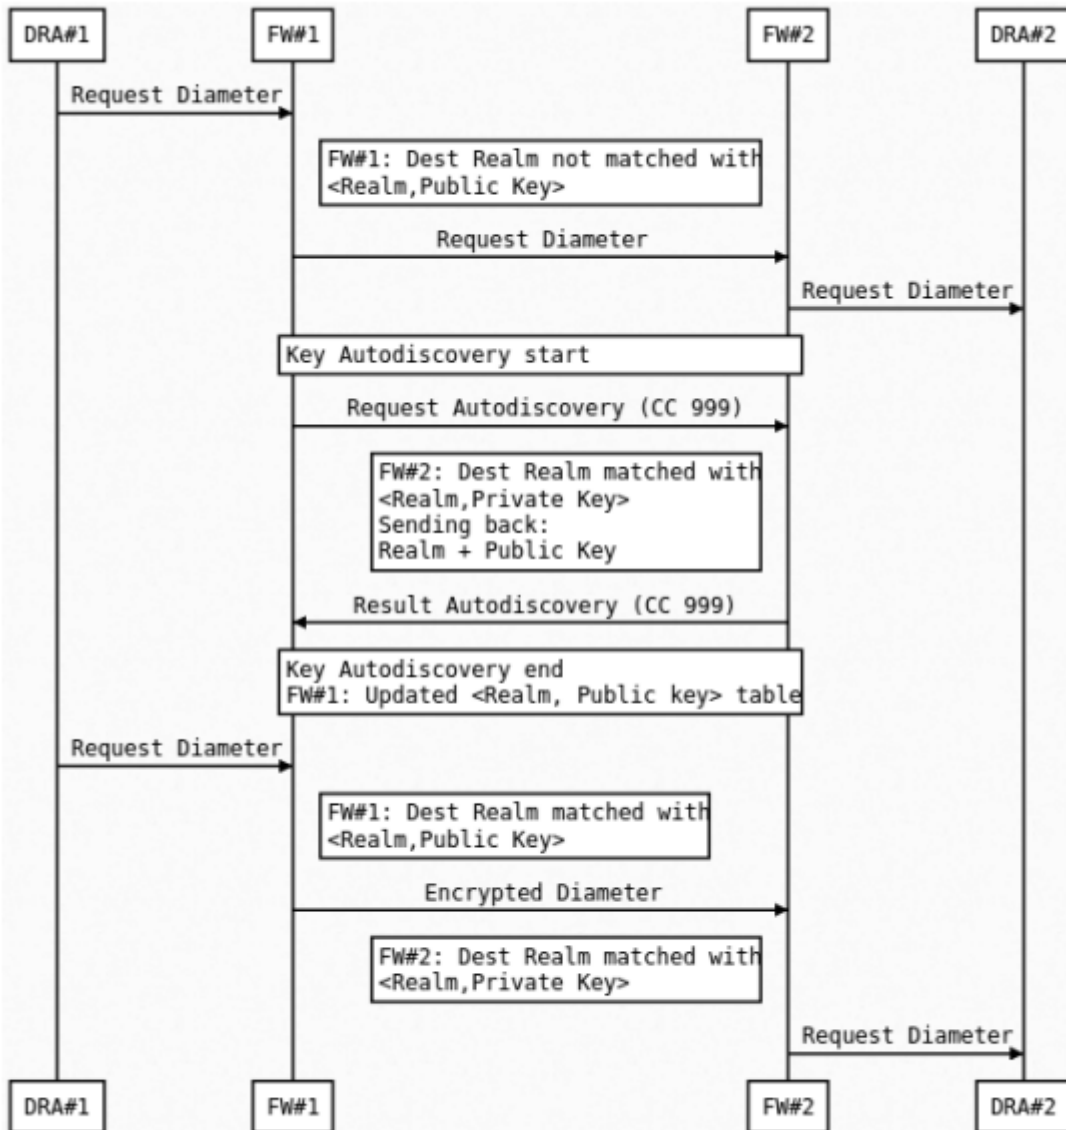 DRA#1 FW#1 FW#2 DRA#2
Request Diameter
FW#1: Dest Realm not matched with
<Realm,Public Key>
Request Diameter
Request Diameter
Key Autodiscovery start
Request Autodiscovery (CC 999)
FW#2: Dest Realm matched with
<Realm,Private Key>
Sending back:
Realm + Public Key
Result Autodiscovery (CC 999)
Key Autodiscovery end
FW#1: Updated <Realm, Public key> table
Request Diameter
FW#1: Dest Realm matched with
<Realm,Public Key>
Encrypted Diameter
FW#2: Dest Realm matched with
<Realm,Private Key>
Request Diameter
DRA#1 FW#1 FW#2 DRA#2